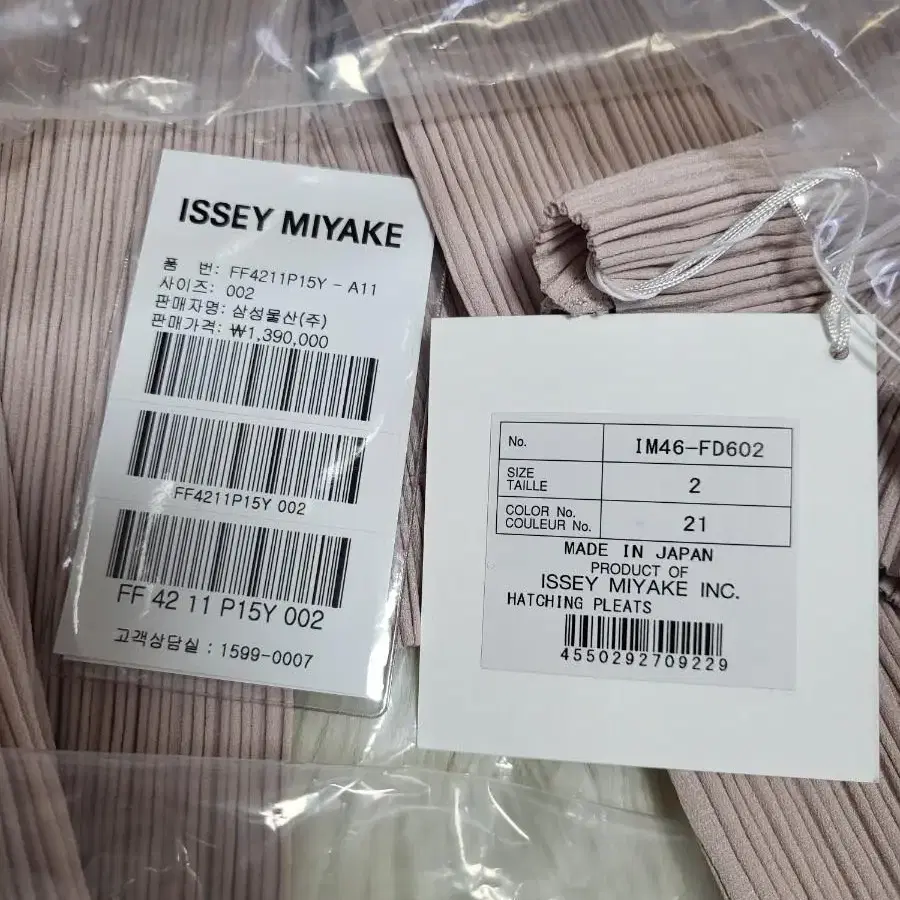 ISSEY MIYAKE
품 번: FF4211P15Y - A11
사이즈: 002
판매자명: 삼성물산(주)
판매가격: ₩1,390,000
FF4211P15Y 002
FF 42 11 P15Y 002
고객상담실 : 1599-0007
No. IM46-FD602
SIZE
TAILLE 2
COLOR No.
COULEUR No. 21
MADE IN JAPAN
PRODUCT OF
ISSEY MIYAKE INC.
HATCHING PLEATS
4550292709229